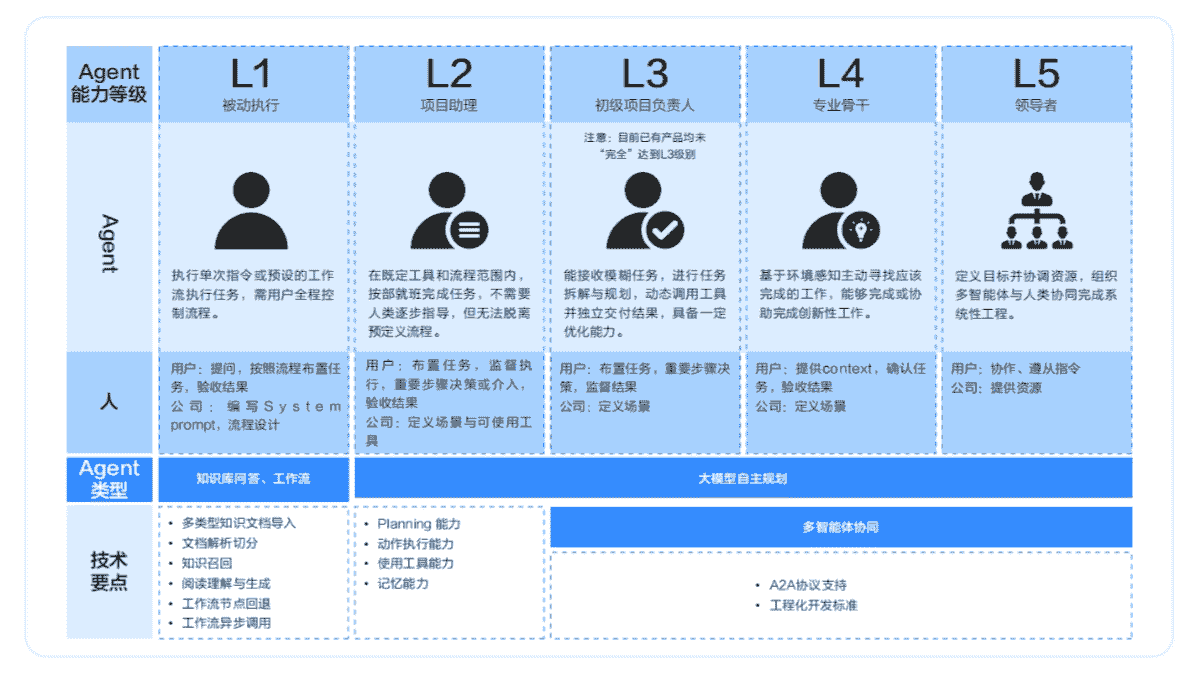 Agent
能力等级
L1
被动执行
L2
项目助理
L3
初级项目负责人
L4
专业骨干
L5
领导者
Agent
执行单次指令或预设的工作
流执行任务，需用户全程控
制流程。
在既定工具和流程范围内，
按部就班完成任务，不需要
人类逐步指导，但无法脱离
预定义流程。
注意：目前已有产品均未
“完全”达到L3级别
能接收模糊任务，进行任务
拆解与规划，动态调用工具
并独立交付结果，具备一定
优化能力。
基于环境感知主动寻找应该
完成的工作，能够完成或协
助完成创新性工作。
定义目标并协调资源，组织
多智能体与人类协同完成系
统性工程。
人
用户：提问，按照流程布置任
务，验收结果
公司：编写System
prompt，流程设计
用户：布置任务，监督执
行，重要步骤决策或介入，
验收结果
公司：定义场景与可使用工
具
用户：布置任务，重要步骤决
策，监督结果
公司：定义场景
用户：提供context，确认任
务，验收结果
公司：定义场景
用户：协作、遵从指令
公司：提供资源
Agent
类型
知识库问答、工作流
大模型自主规划
技术
要点
• 多类型知识文档导入
• 文档解析切分
• 知识召回
• 阅读理解与生成
• 工作流节点回退
• 工作流异步调用
• Planning 能力
• 动作执行能力
• 使用工具能力
• 记忆能力
多智能体协同
• A2A协议支持
• 工程化开发标准